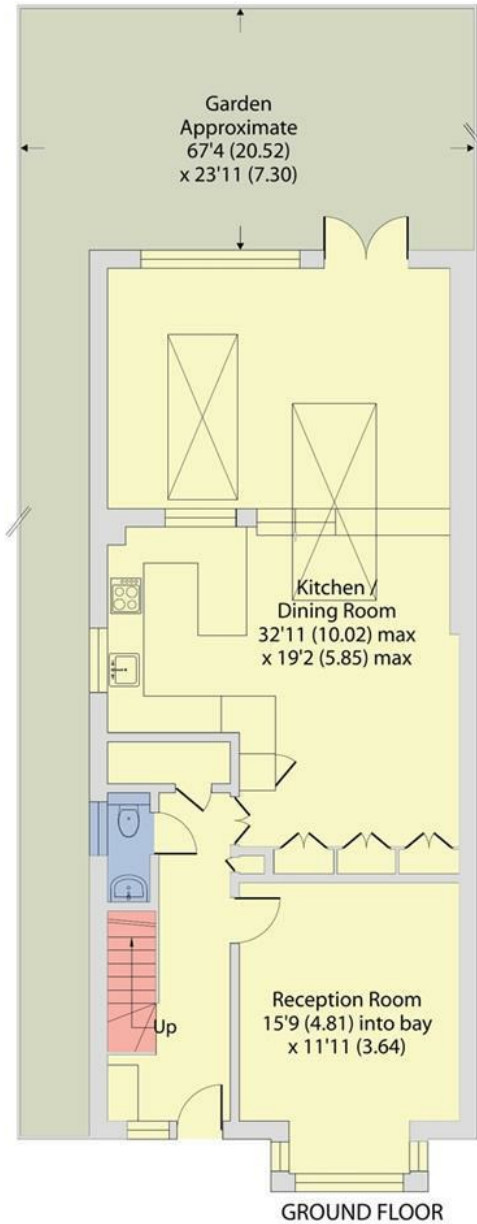 Garden
Approximate
67'4 (20.52)
x 23'11 (7.30)
Kitchen /
Dining Room
32'11 (10.02) max
x 19'2 (5.85) max
Up
Reception Room
15'9 (4.81) into bay
x 11'11 (3.64)
GROUND FLOOR